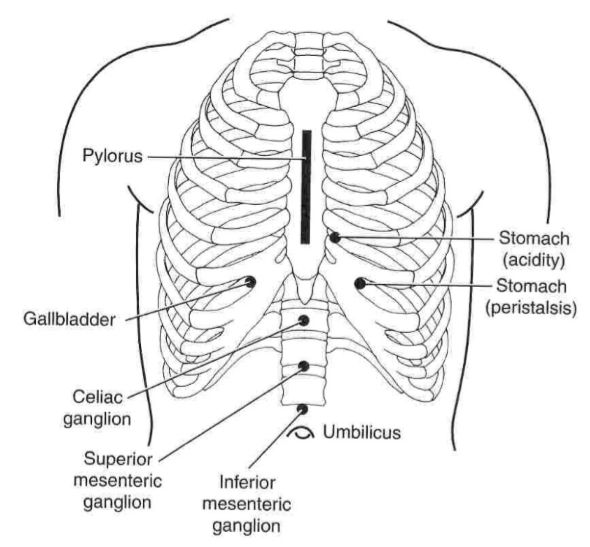 Pylorus
Stomach
(acidity)
Stomach
(peristalsis)
Gallbladder
Celiac
ganglion
Umbilicus
Superior
mesenteric
ganglion
Inferior
mesenteric
ganglion